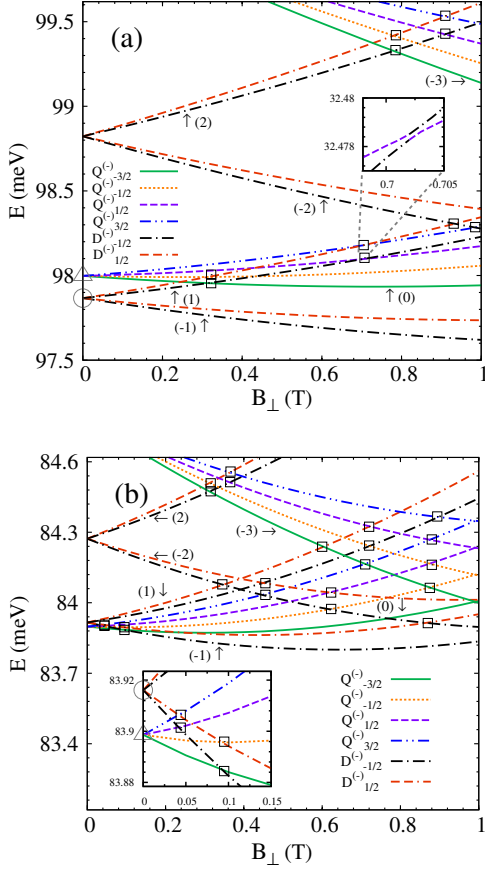 99.5
99
98.5
98
97.5
E (meV)
(a)
(2)
(-3)
32.48
32.478
0.7
0.705
Q(-)-3/2
Q(-)-1/2
Q(-)1/2
Q(-)3/2
D(-)-1/2
D(-)1/2
(-2)
(1)
(0)
(-1)
0
0.2
0.4
0.6
0.8
1
B⊥ (T)
84.6
84.3
84
83.7
83.4
E (meV)
(b)
(2)
(-3)
(-2)
(1)
(0)
(-1)
83.92
83.9
83.88
0
0.05
0.1
0.15
Q(-)-3/2
Q(-)-1/2
Q(-)1/2
Q(-)3/2
D(-)-1/2
D(-)1/2
0
0.2
0.4
0.6
0.8
1
B⊥ (T)